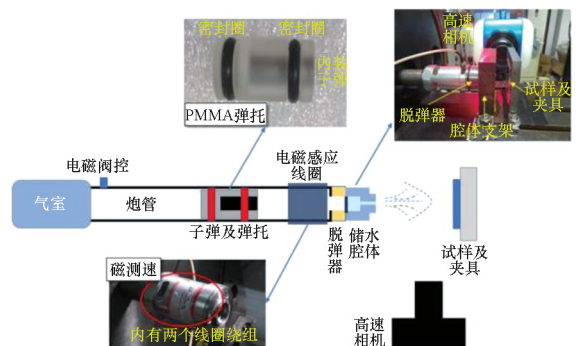 密封圈
密封圈
内装
子弹
PMMA弹托
高速
相机
试样及
夹具
脱弹器
腔体支架
电磁阀控
电磁感应
线圈
气室
炮管
子弹及弹托
脱
弹
器
储水
腔体
试样及
夹具
磁测速
内有两个线圈绕组
高速
相机